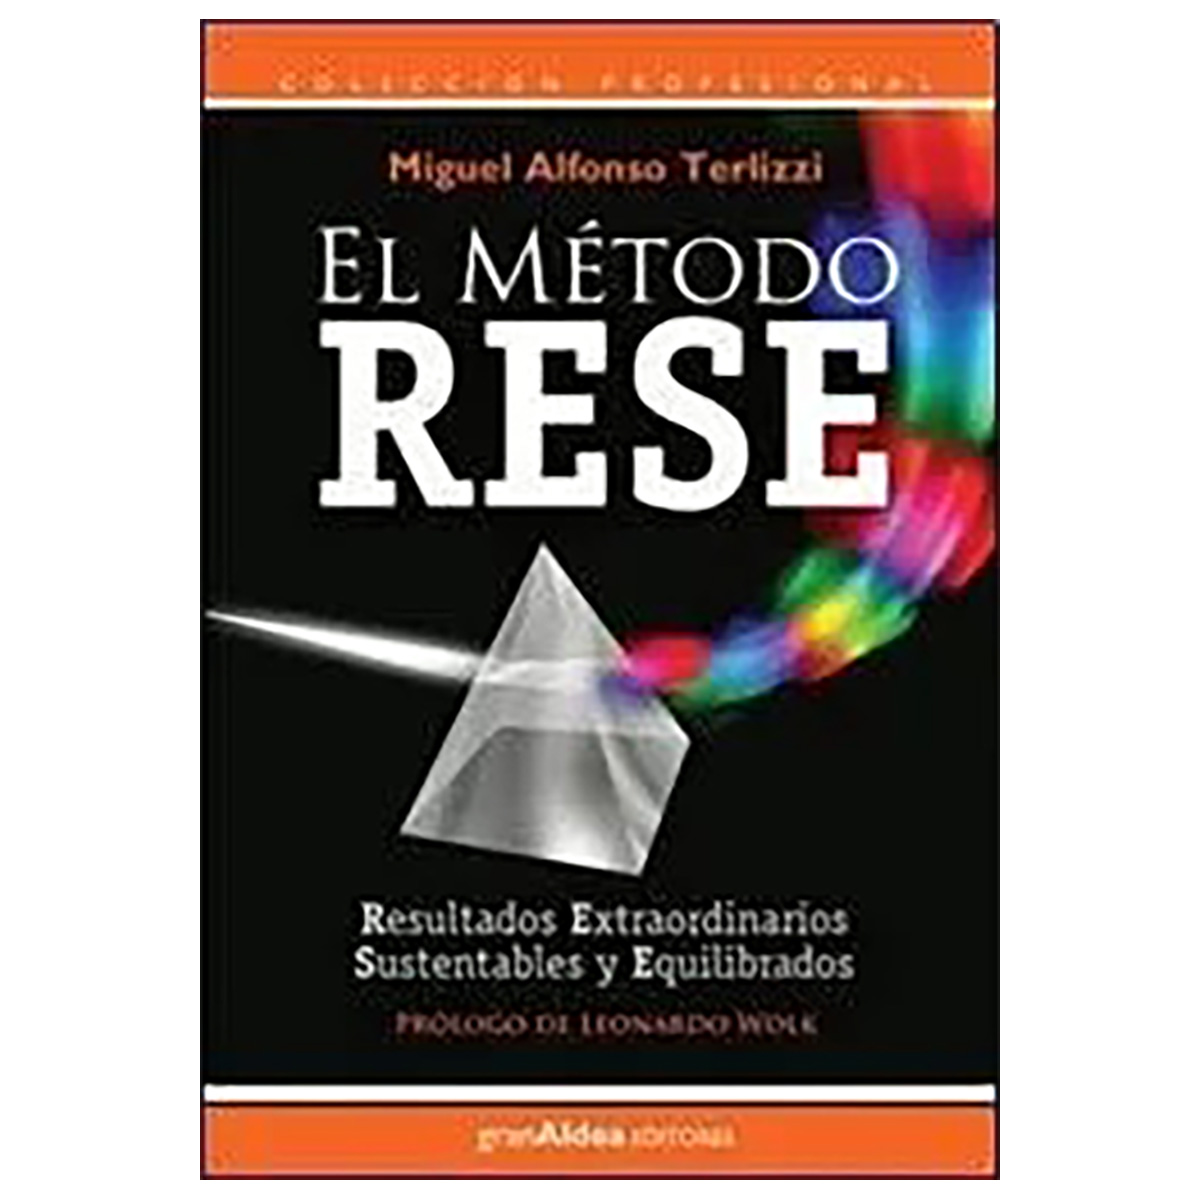 COLECCIÓN PROFESIONAL
Miguel Alfonso Terlizzi
EL MÉTODO
RESE
Resultados Extraordinarios
Sustentables y Equilibrados
PRÓLOGO DE LEONARDO WOLK
granAldea EDITORES